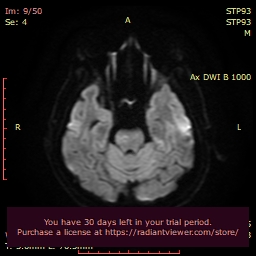 Im: 9/50
Se: 4
STP93
STP93
M
A
Ax DWI B 1000
R
L
You have 30 days left in your trial period.
Purchase a license at https://radiantviewer.com/store/